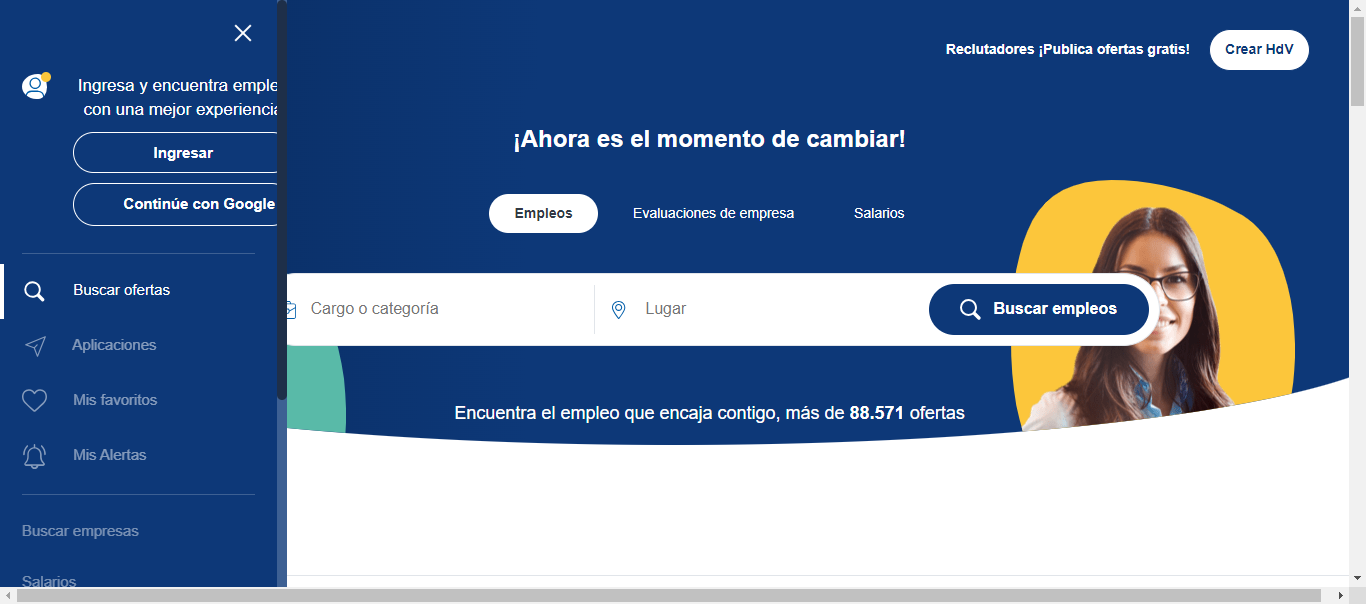 Ingresa y encuentra emple
con una mejor experiencia
Ingresar
Continúe con Google
Buscar ofertas
Aplicaciones
Mis favoritos
Mis Alertas
Buscar empresas
Salarios
Reclutadores ¡Publica ofertas gratis!
Crear HdV
¡Ahora es el momento de cambiar!
Empleos
Evaluaciones de empresa
Salarios
Cargo o categoría
Lugar
Buscar empleos
Encuentra el empleo que encaja contigo, más de 88.571 ofertas